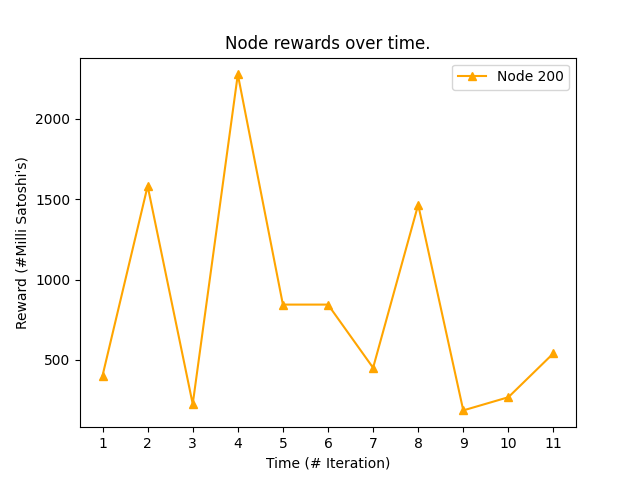 Node rewards over time.
Node 200
Reward (#Milli Satoshi's)
2000
1500
1000
500
1 2 3 4 5 6 7 8 9 10 11
Time (# Iteration)